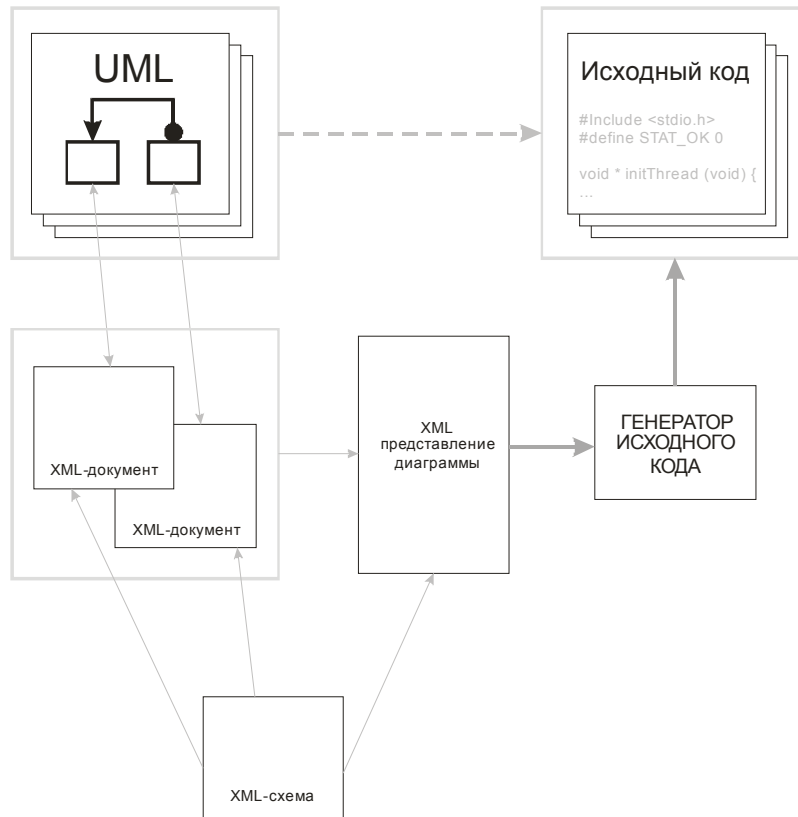 UML
Исходный код
#Include <stdio.h>
#define STAT_OK 0
void * initThread (void) {
...
XML-документ
XML-документ
XML
представление
диаграммы
ГЕНЕРАТОР
ИСХОДНОГО
КОДА
XML-схема